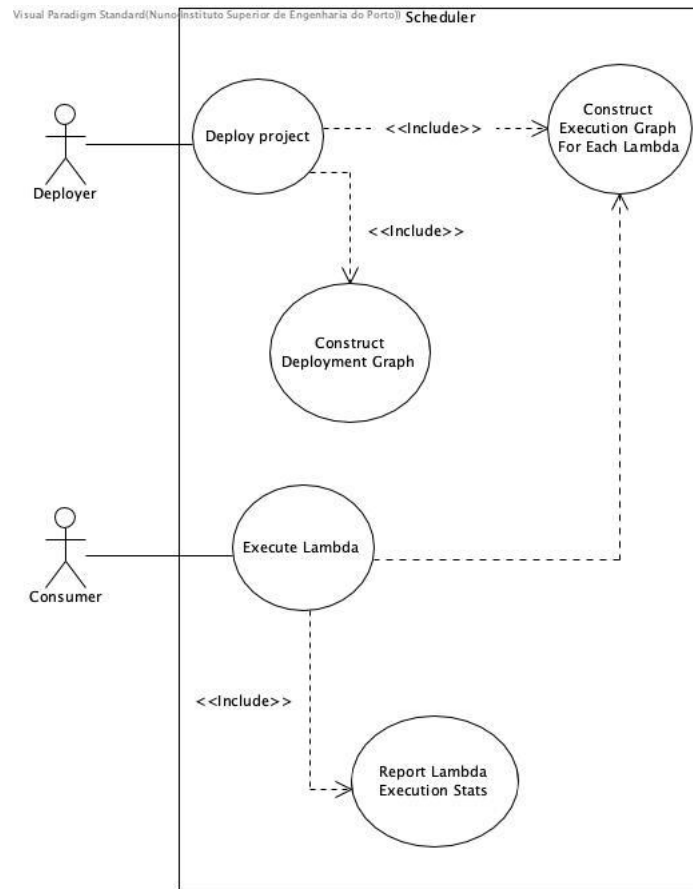 Visual Paradigm Standard(Nuno(Instituto Superior de Engenharia do Porto))
Scheduler
Deploy project
<<Include>>
Construct
Execution Graph
For Each Lambda
Deployer
<<Include>>
Construct
Deployment Graph
Execute Lambda
Consumer
<<Include>>
Report Lambda
Execution Stats